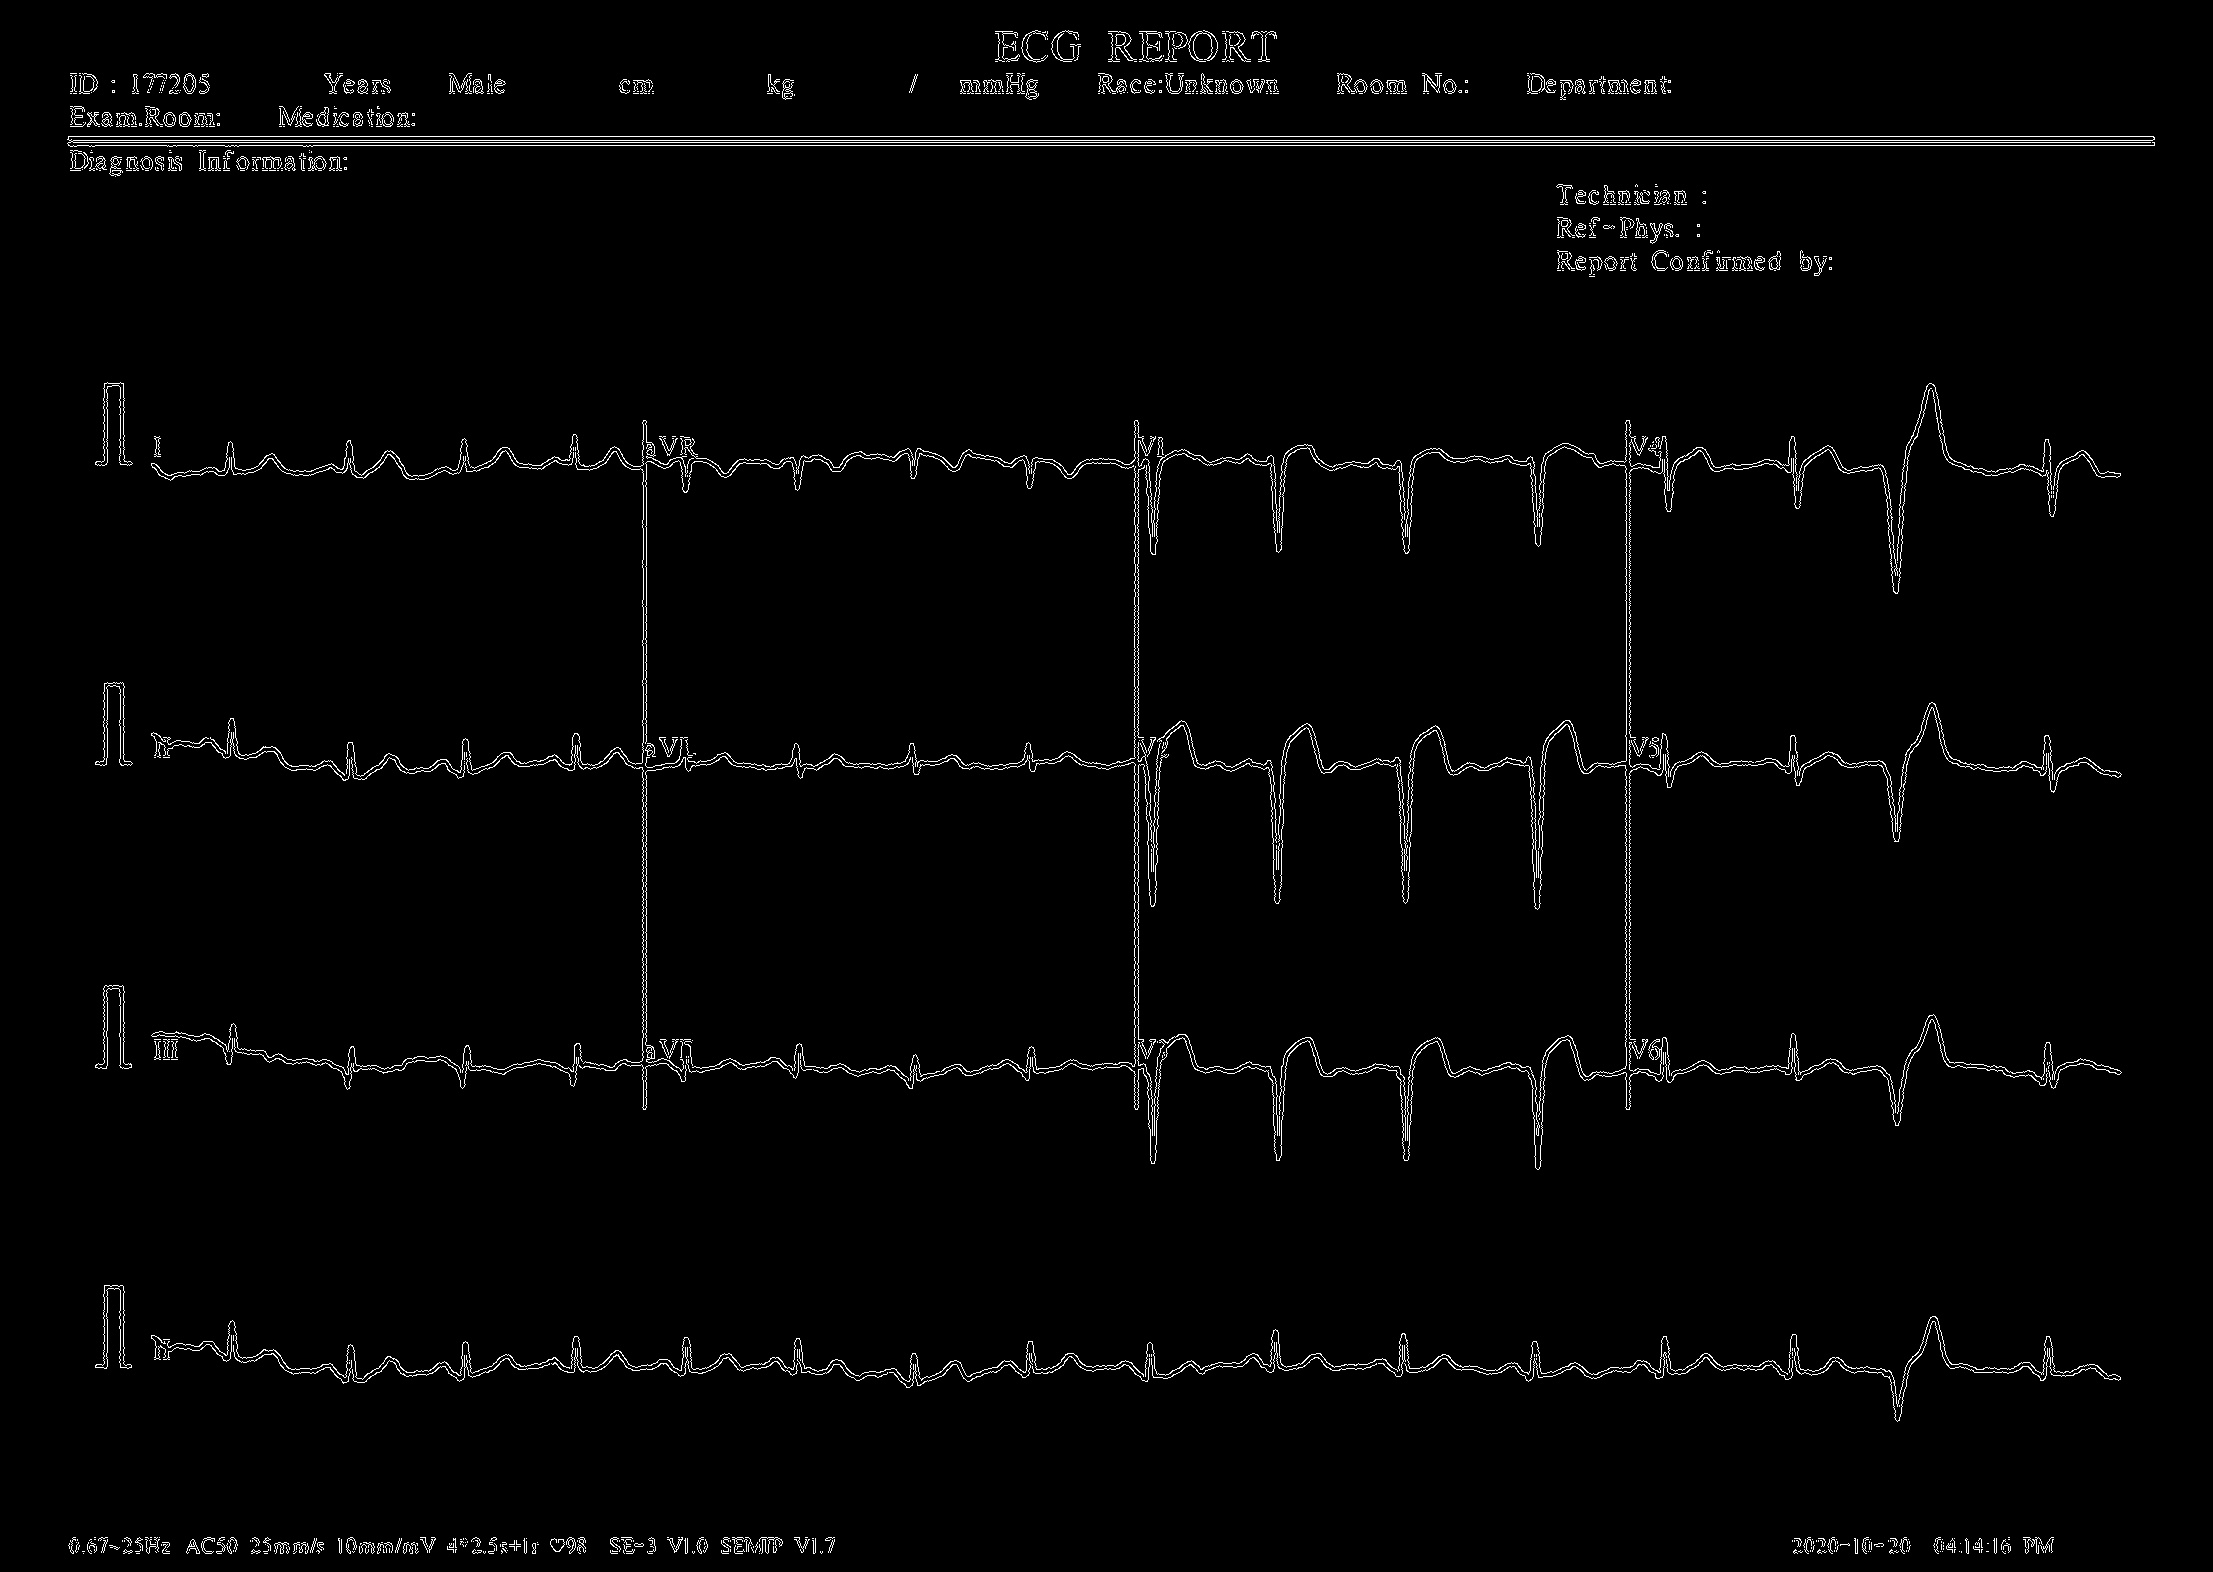 ECG REPORT
ID : 177205 Years Male cm kg / mmHg Race:Unknown Room No.: Department:
Exam.Room: Medication:
Diagnosis Information:
Technician :
Ref-Phys. :
Report Confirmed by:
I aVR V1 V4
II aVL V2 V5
III aVF V3 V6
II
0.67~25Hz AC50 25mm/s 10mm/mV 4*2.5s+1r ♡98 SE-3 V1.0 SEMIP V1.7
2020-10-20 04:14:16 PM